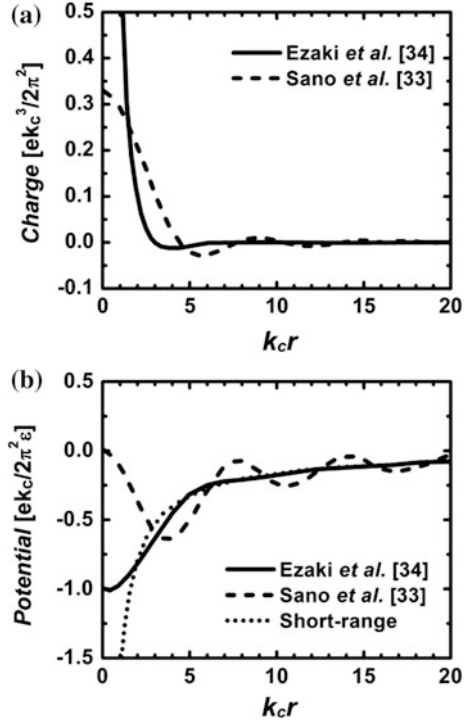 (a)
0.5
0.4
0.3
0.2
0.1
0.0
-0.1
Charge [ekc³/2π²]
Ezaki et al. [34]
Sano et al. [33]
0 5 10 15 20
kcr
(b)
0.5
0.0
-0.5
-1.0
-1.5
Potential [ekc/2π²ε]
Ezaki et al. [34]
Sano et al. [33]
Short-range
0 5 10 15 20
kcr